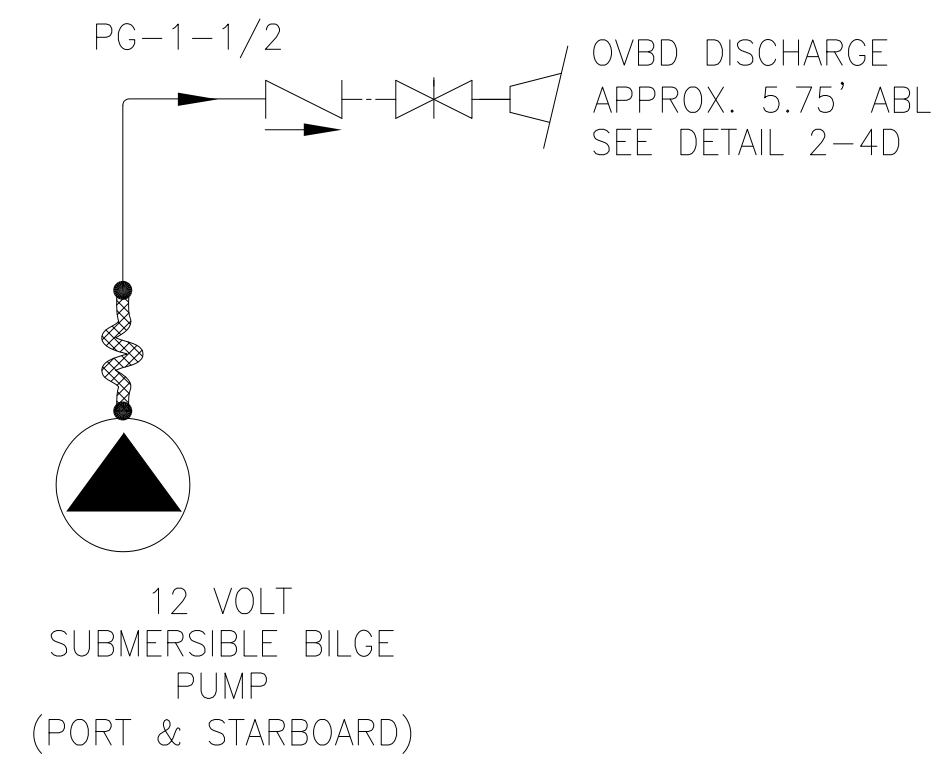 PG-1-1/2
OVBD DISCHARGE
APPROX. 5.75' ABL
SEE DETAIL 2-4D
12 VOLT
SUBMERSIBLE BILGE
PUMP
(PORT & STARBOARD)